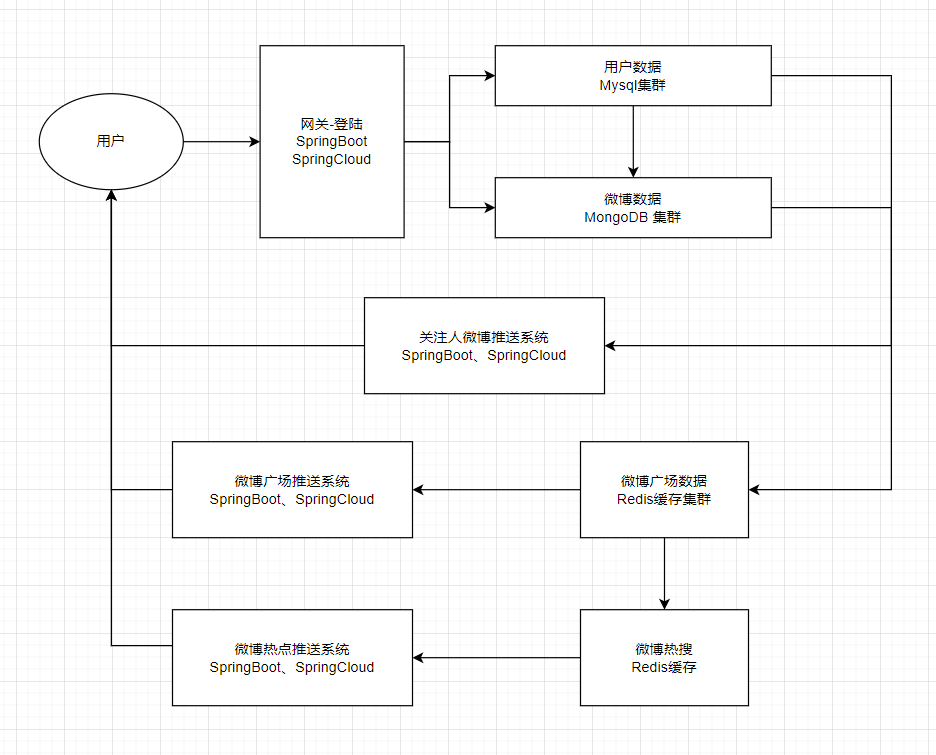 用户
网关-登陆
SpringBoot
SpringCloud
用户数据
Mysql集群
微博数据
MongoDB 集群
关注人微博推送系统
SpringBoot、SpringCloud
微博广场推送系统
SpringBoot、SpringCloud
微博广场数据
Redis缓存集群
微博热点推送系统
SpringBoot、SpringCloud
微博热搜
Redis缓存